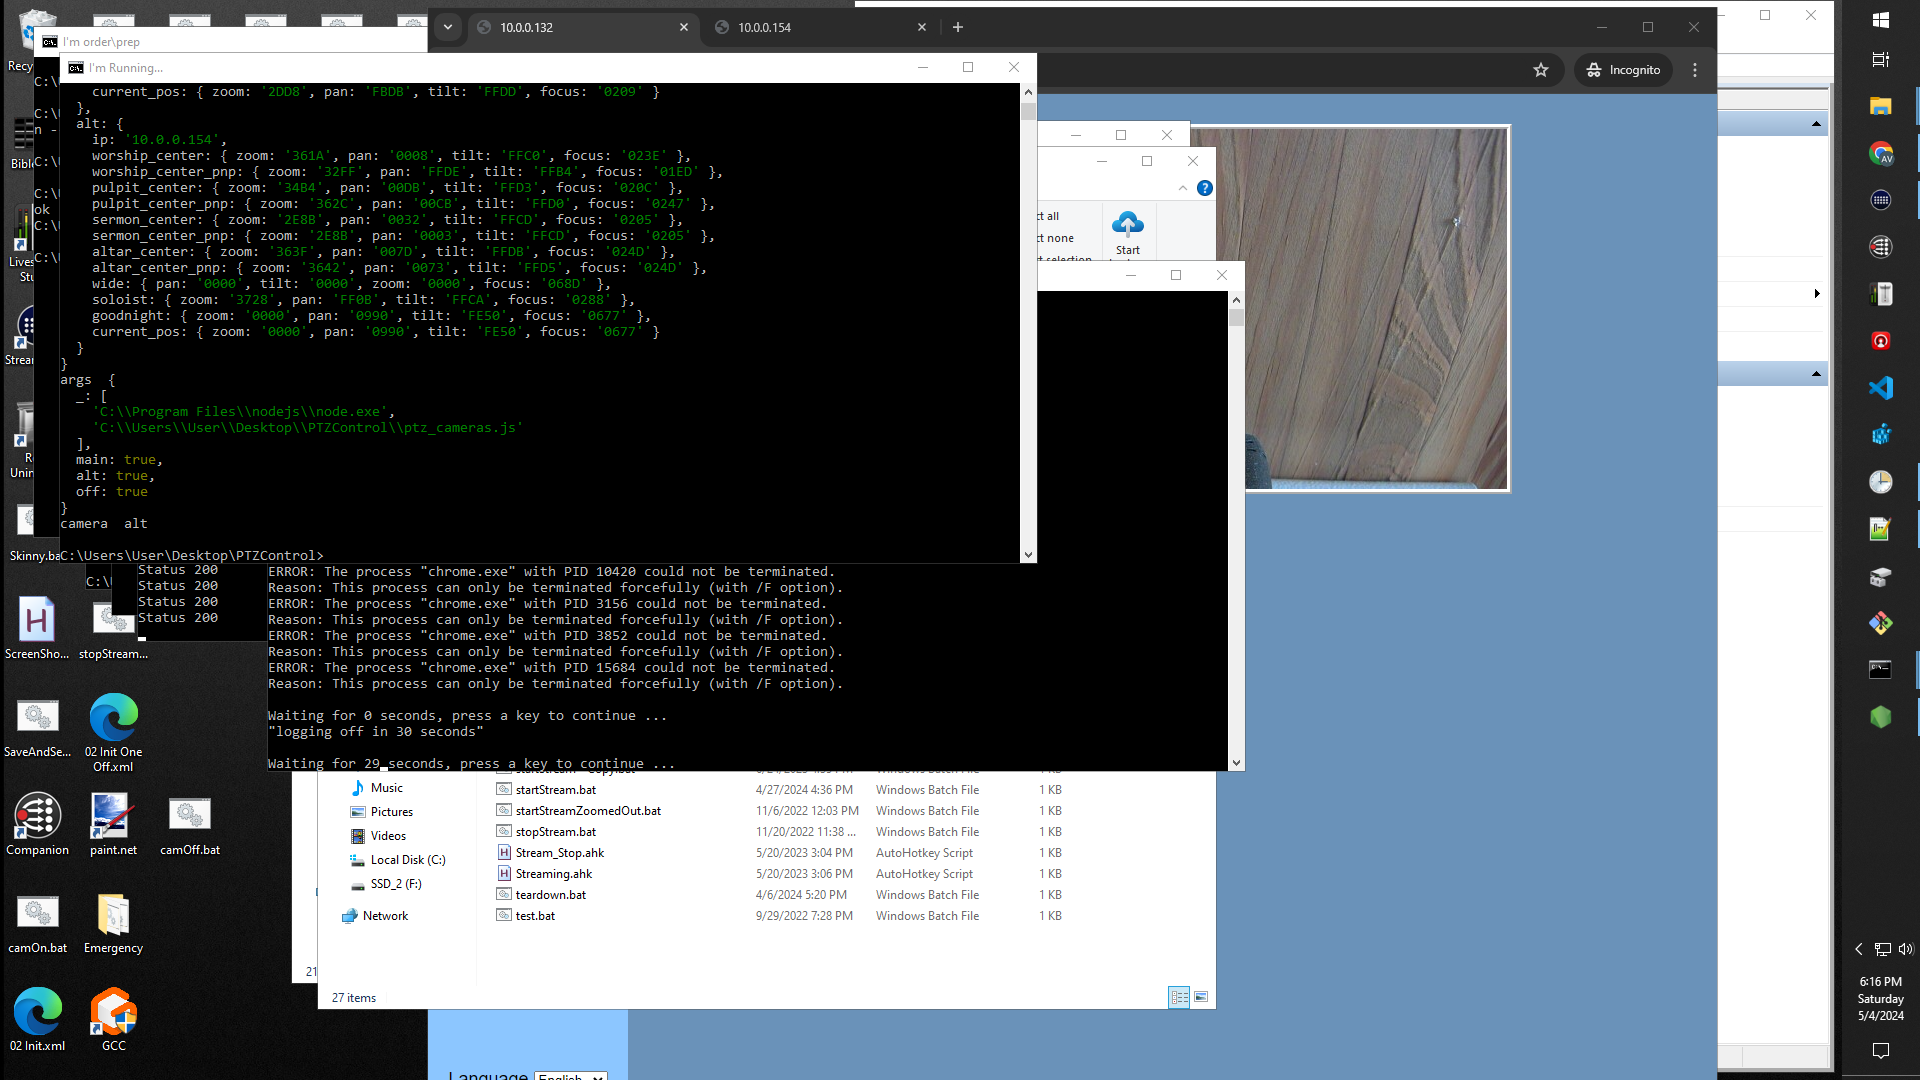 10.0.0.132
10.0.0.154
I'm order\prep
I'm Running...
Incognito
current_pos: { zoom: '2DD8', pan: 'FBDB', tilt: 'FFDD', focus: '0209' }
},
alt: {
ip: '10.0.0.154',
worship_center: { zoom: '361A', pan: '0008', tilt: 'FFC0', focus: '023E' },
worship_center_pnp: { zoom: '32FF', pan: 'FFDE', tilt: 'FFB4', focus: '01ED' },
pulpit_center: { zoom: '34B4', pan: '00DB', tilt: 'FFD3', focus: '020C' },
pulpit_center_pnp: { zoom: '362C', pan: '00CB', tilt: 'FFD0', focus: '0247' },
sermon_center: { zoom: '2E8B', pan: '0032', tilt: 'FFCD', focus: '0205' },
sermon_center_pnp: { zoom: '2E8B', pan: '0003', tilt: 'FFCD', focus: '0205' },
altar_center: { zoom: '363F', pan: '007D', tilt: 'FFDB', focus: '024D' },
altar_center_pnp: { zoom: '3642', pan: '0073', tilt: 'FFD5', focus: '024D' },
wide: { pan: '0000', tilt: '0000', zoom: '0000', focus: '068D' },
soloist: { zoom: '3728', pan: 'FF0B', tilt: 'FFCA', focus: '0288' },
goodnight: { zoom: '0000', pan: '0990', tilt: 'FE50', focus: '0677' },
current_pos: { zoom: '0000', pan: '0990', tilt: 'FE50', focus: '0677' }
}
}
args {
_: [
'C:\\Program Files\\nodejs\\node.exe',
'C:\\Users\\User\\Desktop\\PTZControl\\ptz_cameras.js'
],
main: true,
alt: true,
off: true
}
camera alt
C:\Users\User\Desktop\PTZControl>
Status 200
Status 200
Status 200
Status 200
ERROR: The process "chrome.exe" with PID 10420 could not be terminated.
Reason: This process can only be terminated forcefully (with /F option).
ERROR: The process "chrome.exe" with PID 3156 could not be terminated.
Reason: This process can only be terminated forcefully (with /F option).
ERROR: The process "chrome.exe" with PID 3852 could not be terminated.
Reason: This process can only be terminated forcefully (with /F option).
ERROR: The process "chrome.exe" with PID 15684 could not be terminated.
Reason: This process can only be terminated forcefully (with /F option).
Waiting for 0 seconds, press a key to continue ...
"logging off in 30 seconds"
Waiting for 29 seconds, press a key to continue ...
ct all
ct none
Start
Music
Pictures
Videos
Local Disk (C:)
SSD_2 (F:)
Network
startStream.bat 4/27/2024 4:36 PM Windows Batch File 1 KB
startStreamZoomedOut.bat 11/6/2022 12:03 PM Windows Batch File 1 KB
stopStream.bat 11/20/2022 11:38 ... Windows Batch File 1 KB
Stream_Stop.ahk 5/20/2023 3:04 PM AutoHotkey Script 1 KB
Streaming.ahk 5/20/2023 3:06 PM AutoHotkey Script 1 KB
teardown.bat 4/6/2024 5:20 PM Windows Batch File 1 KB
test.bat 9/29/2022 7:28 PM Windows Batch File 1 KB
21
27 items
Language English
Recy
Bibl
Lives
Stu
Strea
R
Unin
Skinny.ba
ScreenSho...
stopStream...
SaveAndSe...
02 Init One
Off.xml
Companion
paint.net
camOff.bat
camOn.bat
Emergency
02 Init.xml
GCC
C:\
C:\
n -
C:\
C:\
ok
C:\
C:\
C:\
AV
6:16 PM
Saturday
5/4/2024